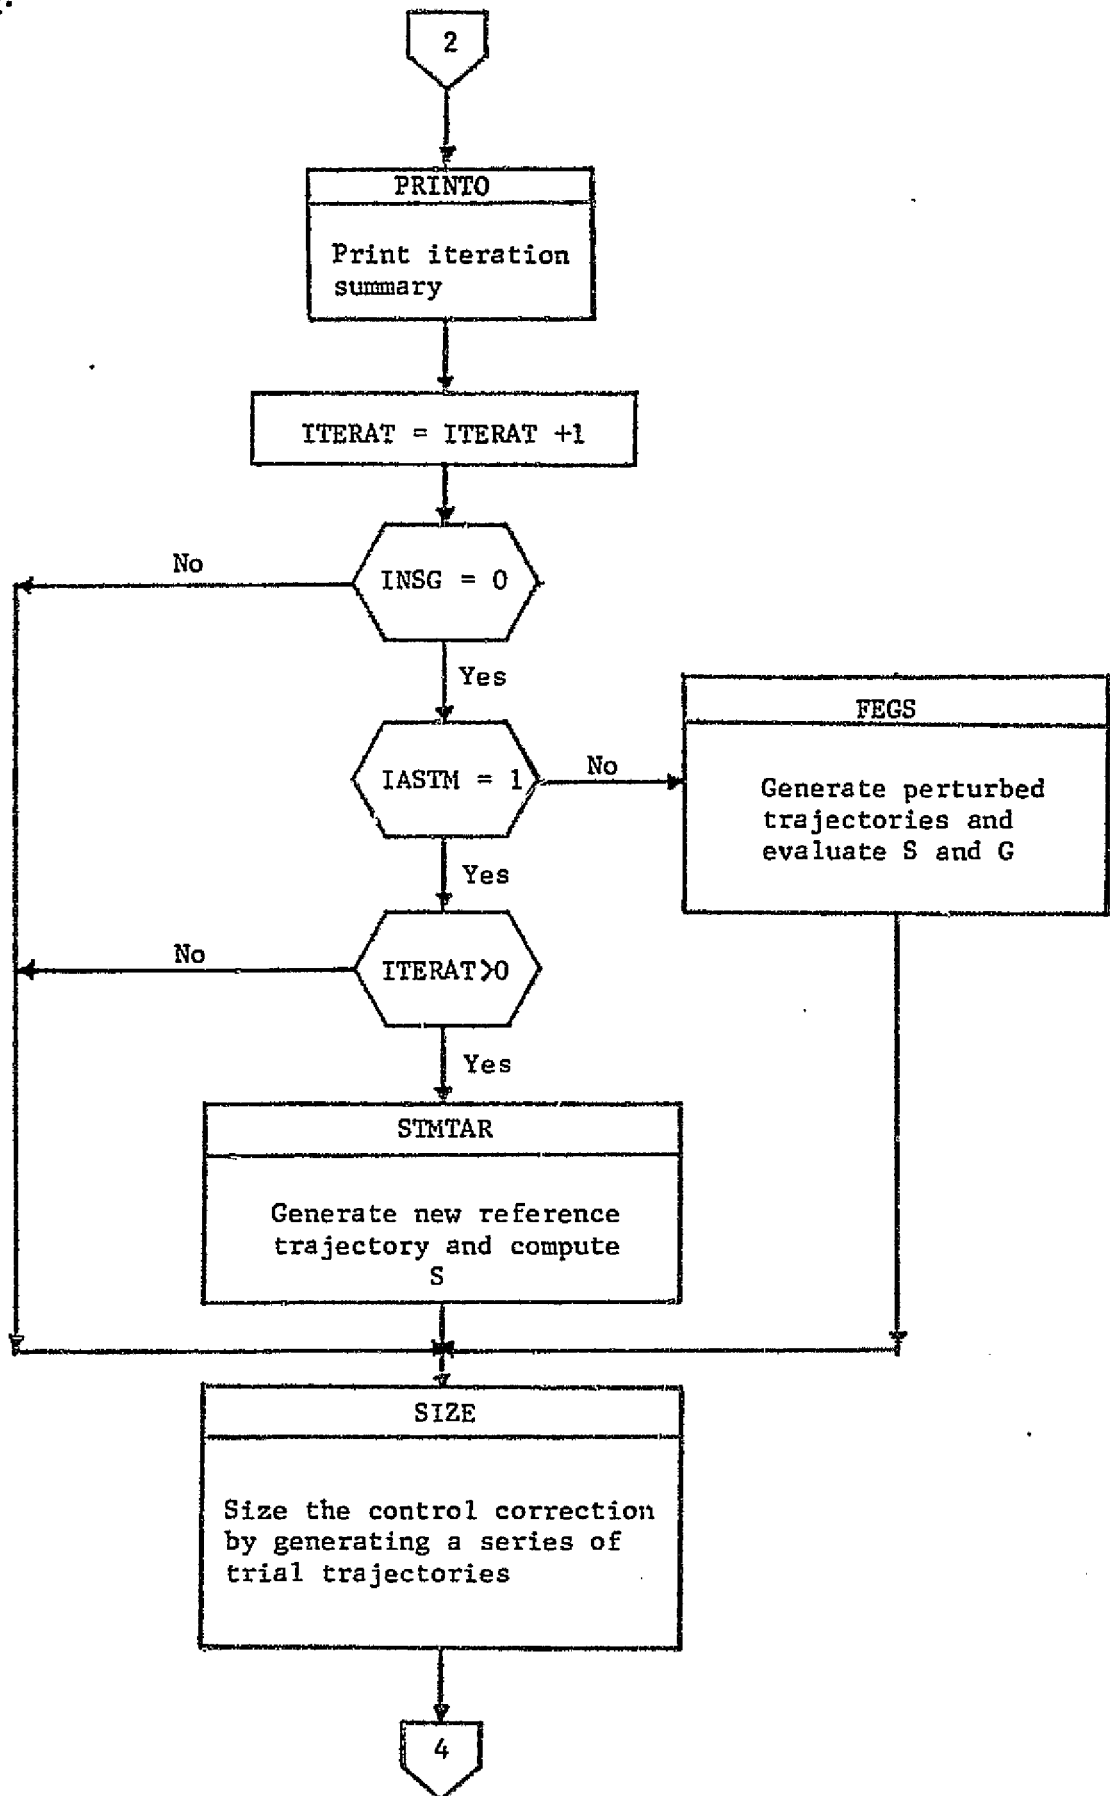 2
PRINTO
Print iteration
summary
ITERAT = ITERAT +1
INSG = 0
No
Yes
IASTM = 1
No
FEGS
Generate perturbed
trajectories and
evaluate S and G
Yes
ITERAT>0
No
Yes
STMTAR
Generate new reference
trajectory and compute
S
SIZE
Size the control correction
by generating a series of
trial trajectories
4